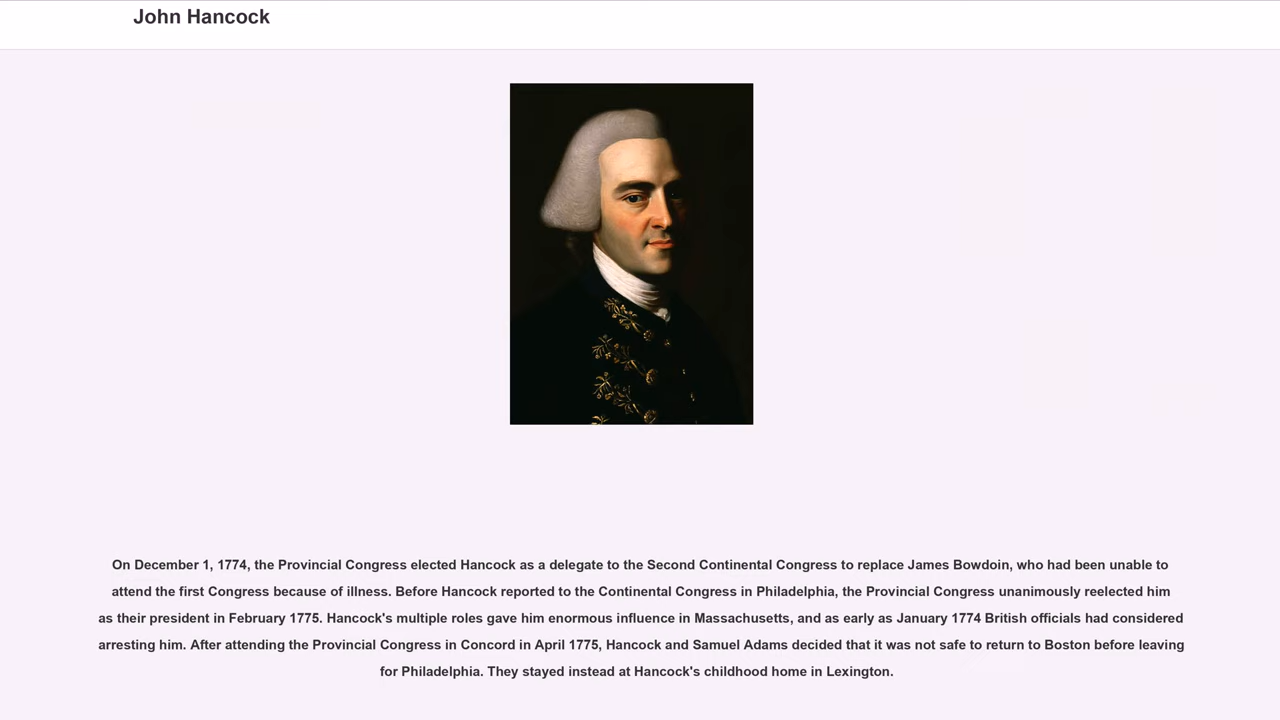 John Hancock
On December 1, 1774, the Provincial Congress elected Hancock as a delegate to the Second Continental Congress to replace James Bowdoin, who had been unable to
attend the first Congress because of illness. Before Hancock reported to the Continental Congress in Philadelphia, the Provincial Congress unanimously reelected him
as their president in February 1775. Hancock's multiple roles gave him enormous influence in Massachusetts, and as early as January 1774 British officials had considered
arresting him. After attending the Provincial Congress in Concord in April 1775, Hancock and Samuel Adams decided that it was not safe to return to Boston before leaving
for Philadelphia. They stayed instead at Hancock's childhood home in Lexington.